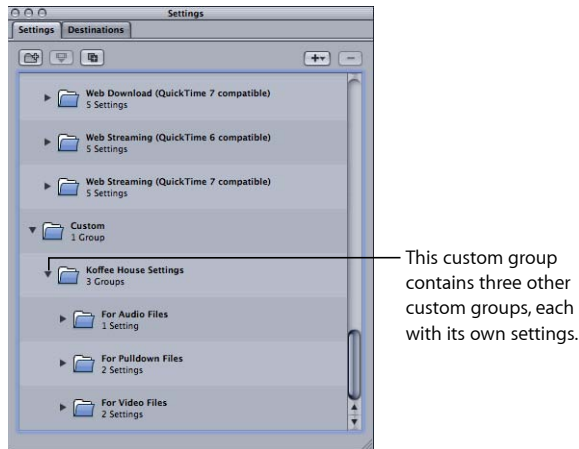 Settings
Settings Destinations
Web Download (QuickTime 7 compatible)
5 Settings
Web Streaming (QuickTime 6 compatible)
5 Settings
Web Streaming (QuickTime 7 compatible)
5 Settings
Custom
1 Group
Koffee House Settings
3 Groups
For Audio Files
1 Setting
For Pulldown Files
2 Settings
For Video Files
2 Settings
This custom group
contains three other
custom groups, each
with its own settings.